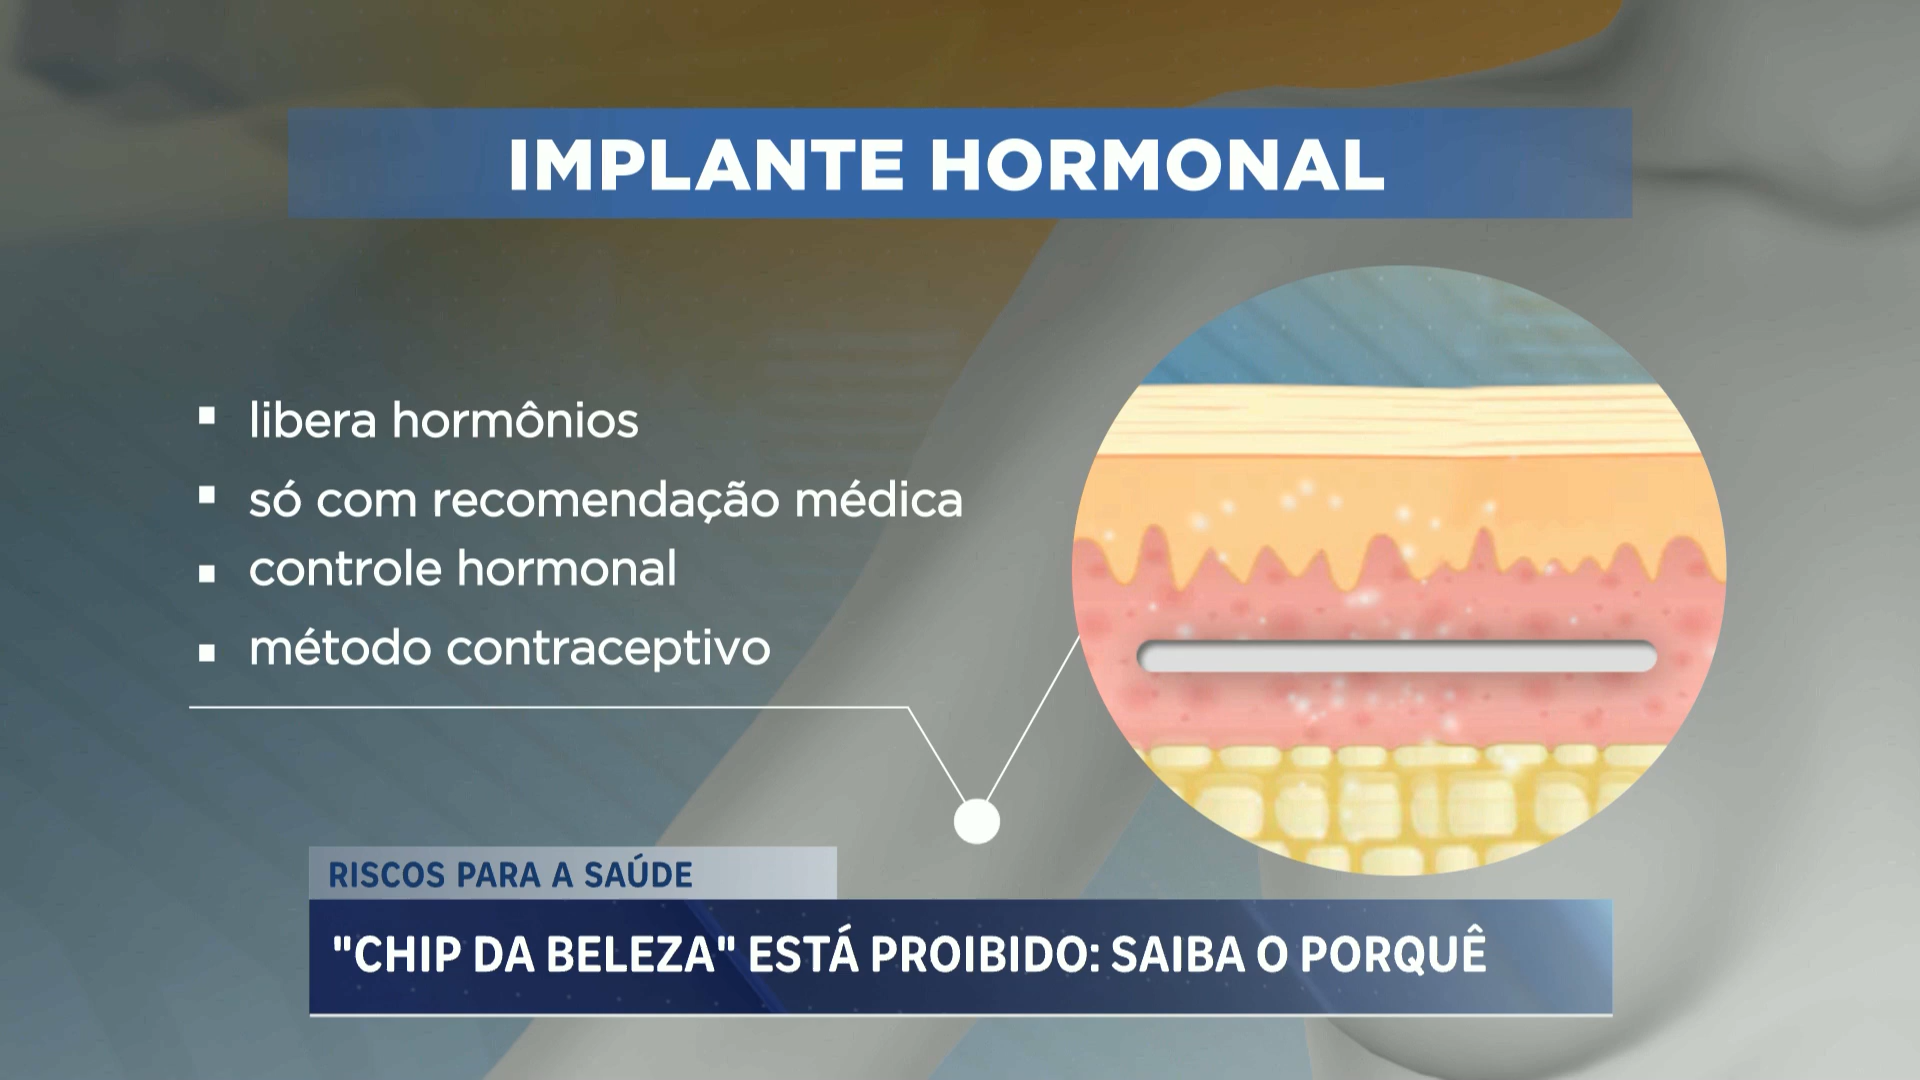 IMPLANTE HORMONAL
libera hormônios
só com recomendação médica
controle hormonal
método contraceptivo
RISCOS PARA A SAÚDE
"CHIP DA BELEZA" ESTÁ PROIBIDO: SAIBA O PORQUÊ